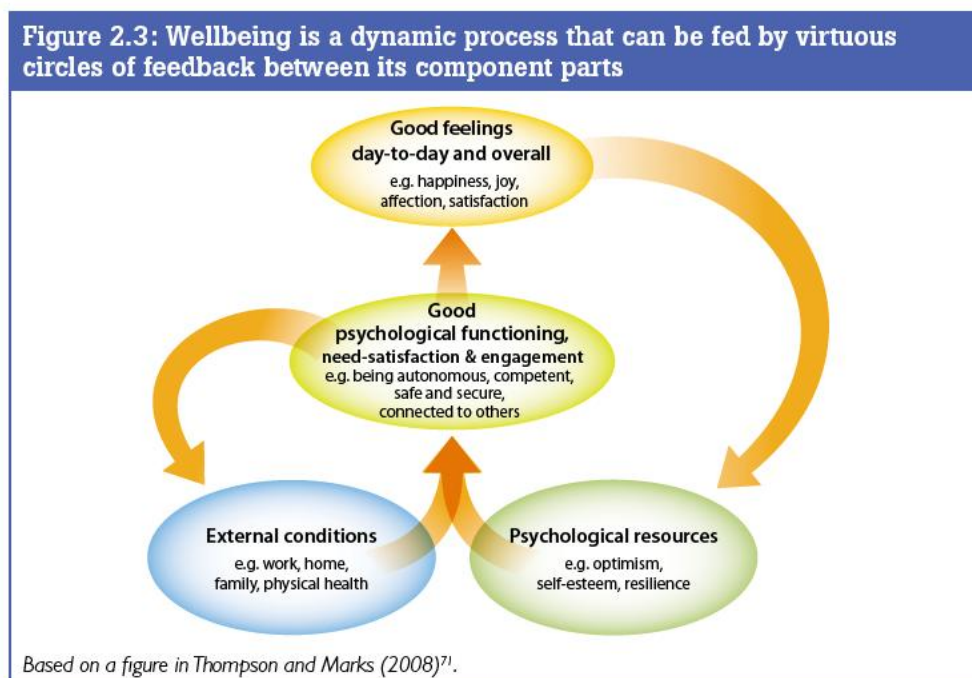 Figure 2.3: Wellbeing is a dynamic process that can be fed by virtuous
circles of feedback between its component parts
Good feelings
day-to-day and overall
e.g. happiness, joy,
affection, satisfaction
Good
psychological functioning,
need-satisfaction & engagement
e.g. being autonomous, competent,
safe and secure,
connected to others
External conditions
e.g. work, home,
family, physical health
Psychological resources
e.g. optimism,
self-esteem, resilience
Based on a figure in Thompson and Marks (2008)⁷¹.